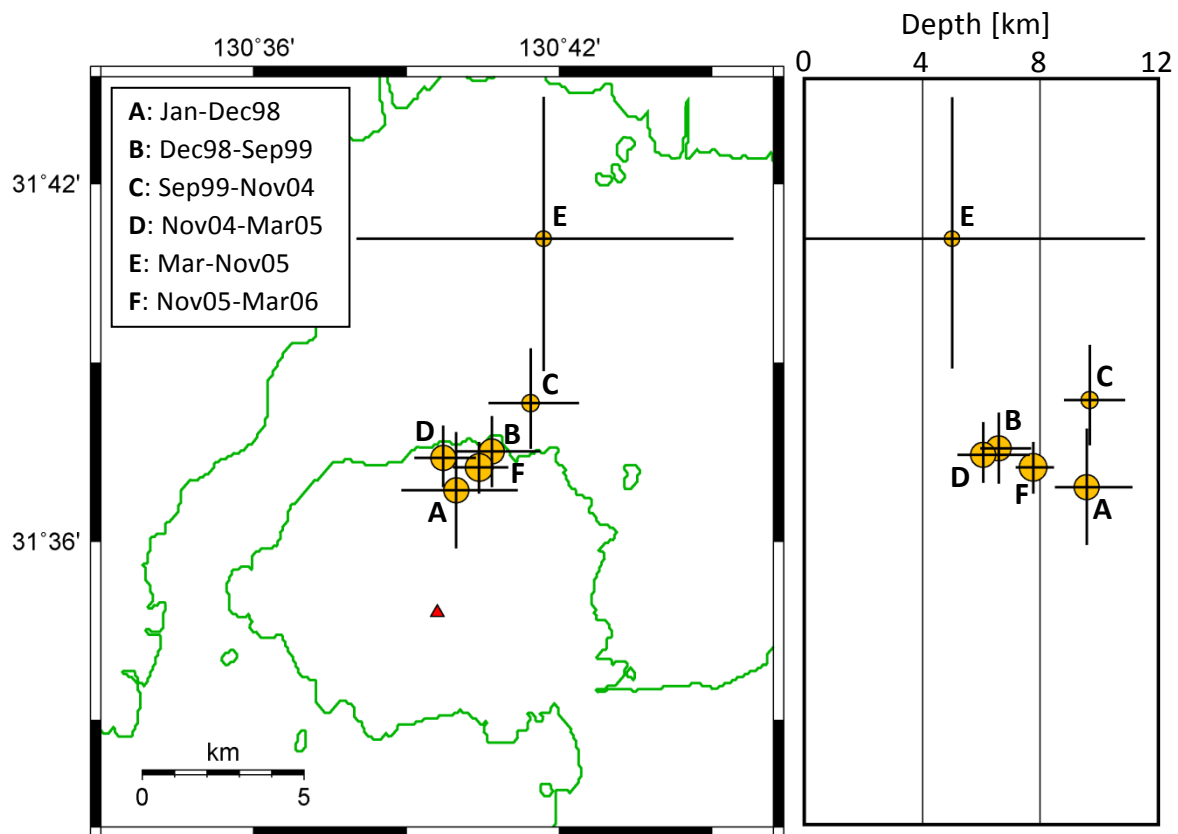 Depth [km]
130°36' 130°42' 0 4 8 12
A: Jan-Dec98
B: Dec98-Sep99
C: Sep99-Nov04
D: Nov04-Mar05
E: Mar-Nov05
F: Nov05-Mar06
31°42'
E E
C C
D B B
F D F
A A
31°36'
km
0 5